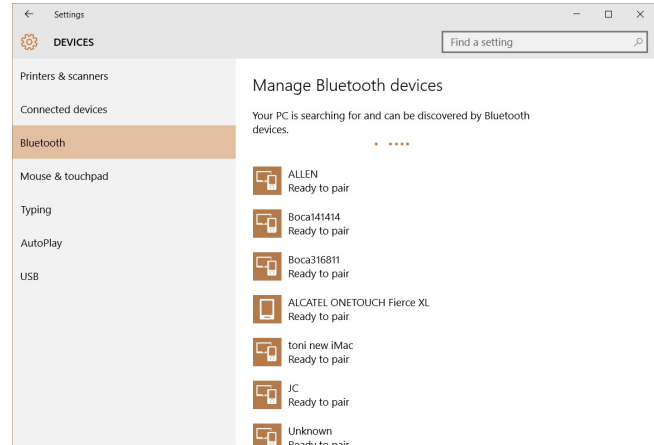 Settings
DEVICES
Find a setting
Printers & scanners
Connected devices
Bluetooth
Mouse & touchpad
Typing
AutoPlay
USB
Manage Bluetooth devices
Your PC is searching for and can be discovered by Bluetooth
devices.
ALLEN
Ready to pair
Boca141414
Ready to pair
Boca316811
Ready to pair
ALCATEL ONETOUCH Fierce XL
Ready to pair
toni new iMac
Ready to pair
JC
Ready to pair
Unknown
Ready to pair